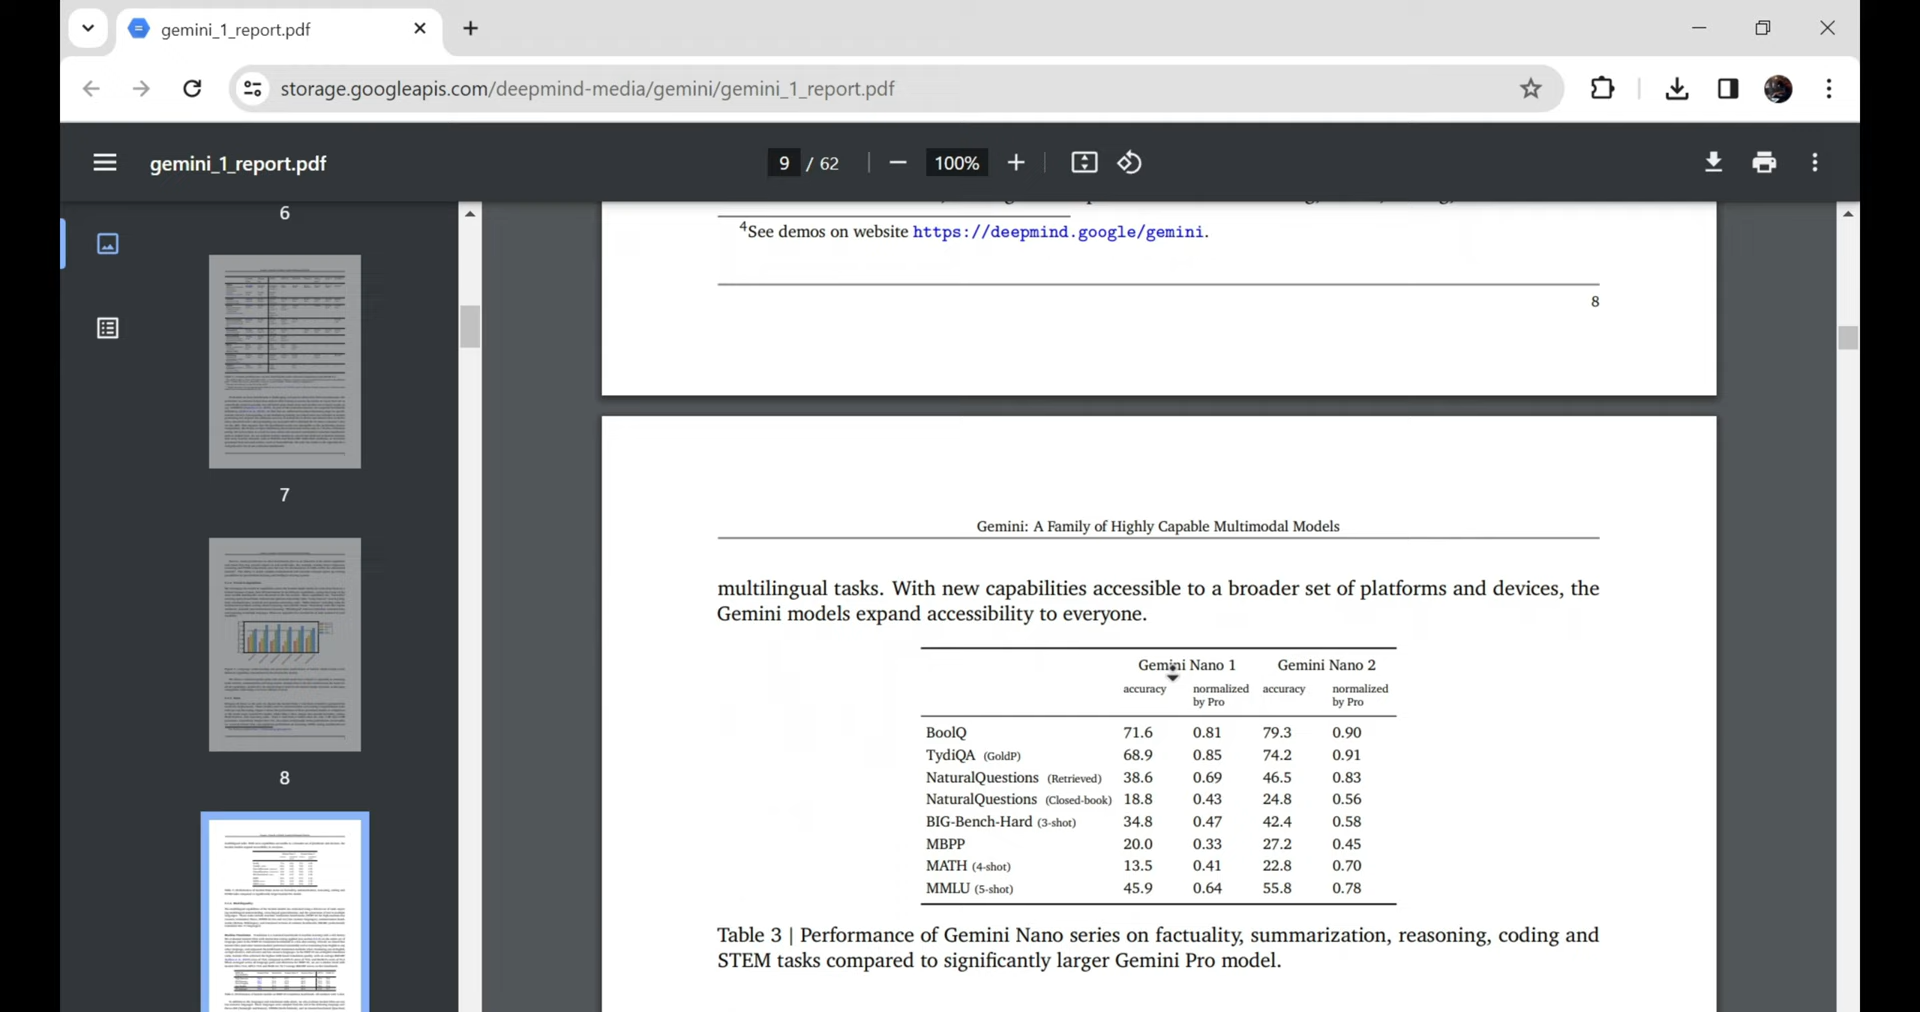 gemini_1_report.pdf
storage.googleapis.com/deepmind-media/gemini/gemini_1_report.pdf
gemini_1_report.pdf
9 / 62
100%
6
7
8
⁴See demos on website https://deepmind.google/gemini.
8
Gemini: A Family of Highly Capable Multimodal Models
multilingual tasks. With new capabilities accessible to a broader set of platforms and devices, the
Gemini models expand accessibility to everyone.
Gemini Nano 1 Gemini Nano 2
accuracy normalized by Pro accuracy normalized by Pro
BoolQ 71.6 0.81 79.3 0.90
TydiQA (GoldP) 68.9 0.85 74.2 0.91
NaturalQuestions (Retrieved) 38.6 0.69 46.5 0.83
NaturalQuestions (Closed-book) 18.8 0.43 24.8 0.56
BIG-Bench-Hard (3-shot) 34.8 0.47 42.4 0.58
MBPP 20.0 0.33 27.2 0.45
MATH (4-shot) 13.5 0.41 22.8 0.70
MMLU (5-shot) 45.9 0.64 55.8 0.78
Table 3 | Performance of Gemini Nano series on factuality, summarization, reasoning, coding and
STEM tasks compared to significantly larger Gemini Pro model.